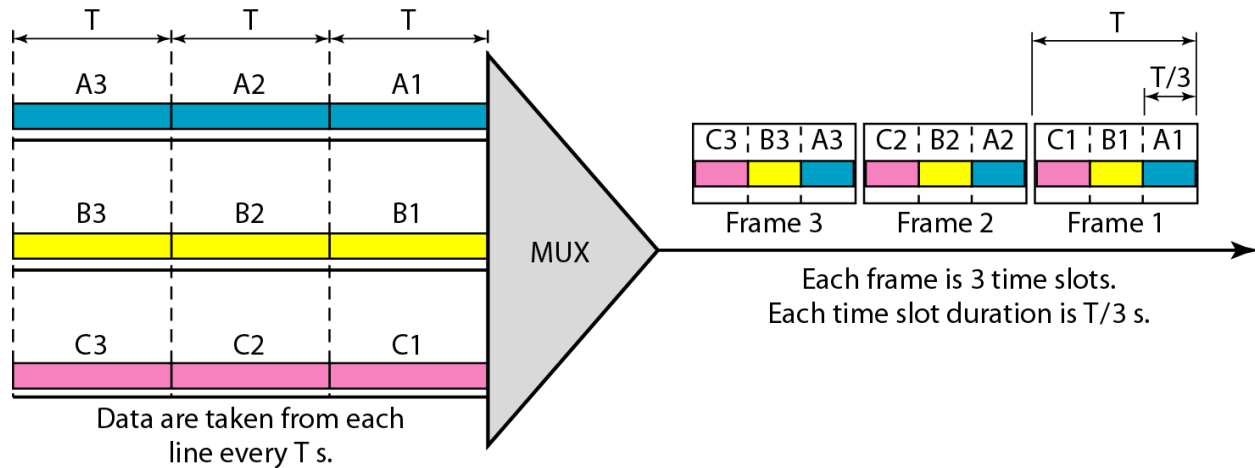 T T T
A3 A2 A1
B3 B2 B1
C3 C2 C1
Data are taken from each
line every T s.
MUX
T
T/3
C3 B3 A3 C2 B2 A2 C1 B1 A1
Frame 3 Frame 2 Frame 1
Each frame is 3 time slots.
Each time slot duration is T/3 s.